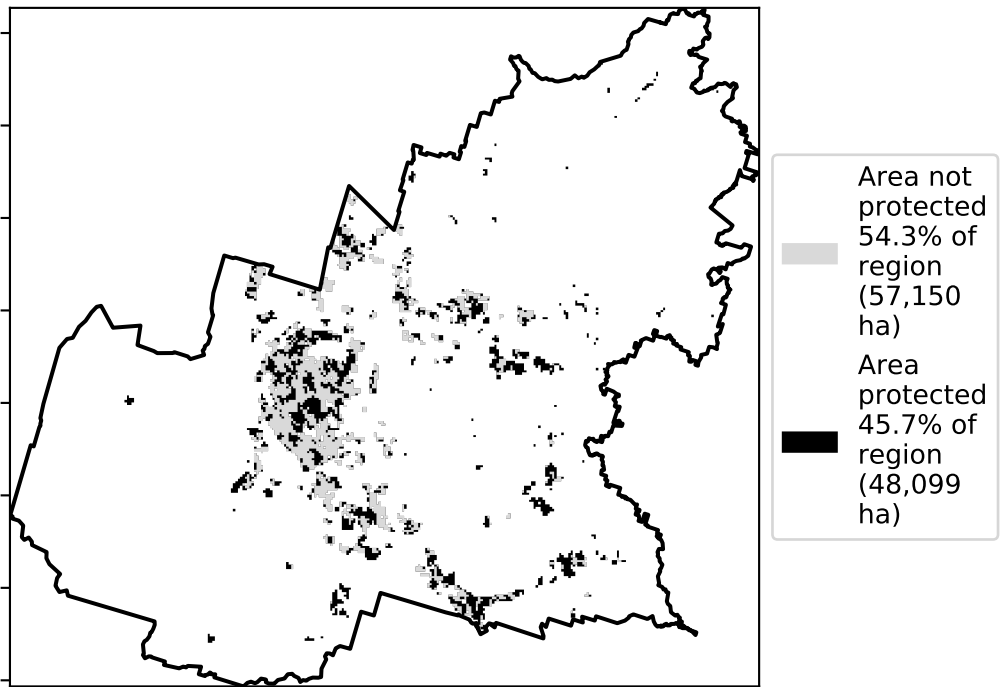 Area not
protected
54.3% of
region
(57,150
ha)
Area
protected
45.7% of
region
(48,099
ha)